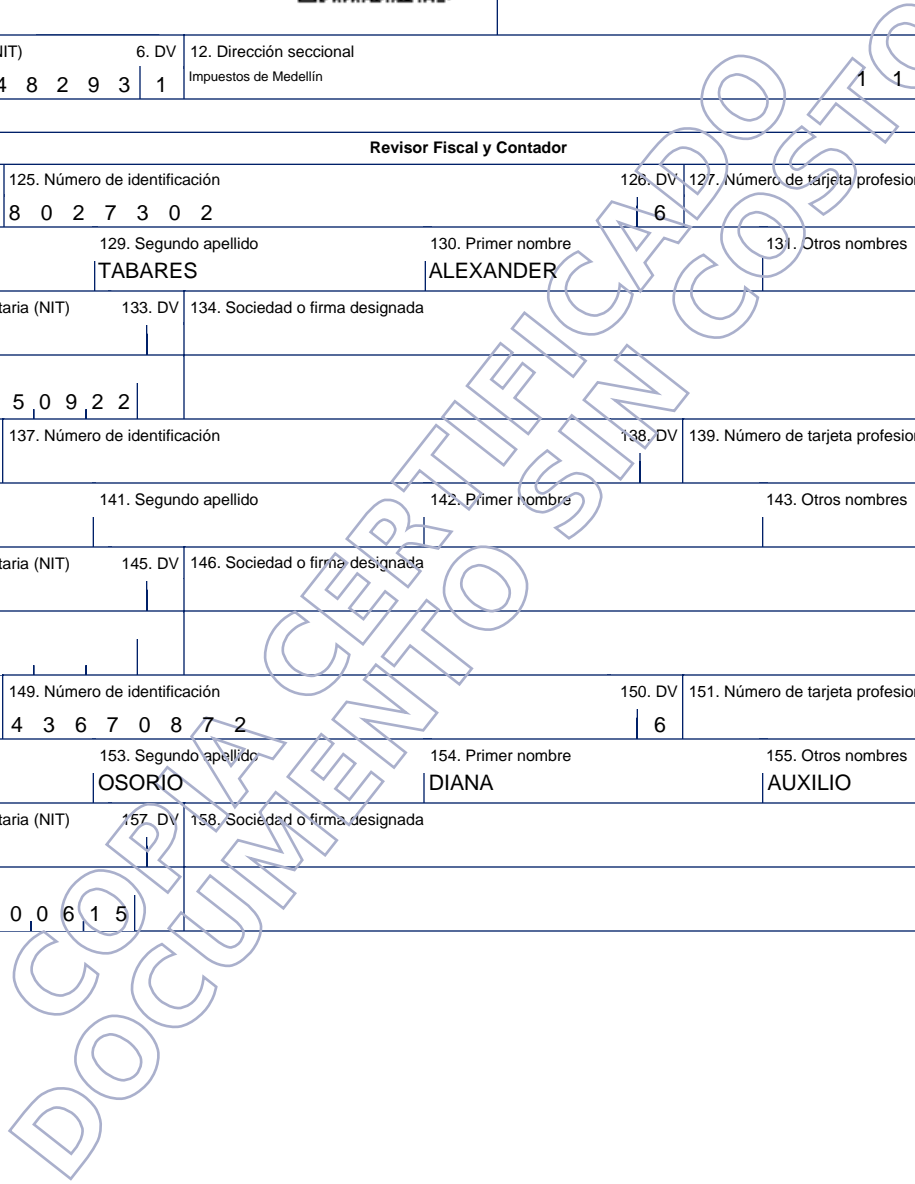 IT) 6. DV 12. Dirección seccional
4 8 2 9 3 1 Impuestos de Medellín 1 1
Revisor Fiscal y Contador
125. Número de identificación 126. DV 127. Número de tarjeta profesion
8 0 2 7 3 0 2 6
129. Segundo apellido 130. Primer nombre 131. Otros nombres
TABARES ALEXANDER
taria (NIT) 133. DV 134. Sociedad o firma designada
5 0 9 2 2
137. Número de identificación 138. DV 139. Número de tarjeta profesion
141. Segundo apellido 142. Primer nombre 143. Otros nombres
taria (NIT) 145. DV 146. Sociedad o firma designada
149. Número de identificación 150. DV 151. Número de tarjeta profesion
4 3 6 7 0 8 7 2 6
153. Segundo apellido 154. Primer nombre 155. Otros nombres
OSORIO DIANA AUXILIO
taria (NIT) 157. DV 158. Sociedad o firma designada
0 0 6 1 5
COPIA CERTIFICADO
DOCUMENTO SIN COSTO